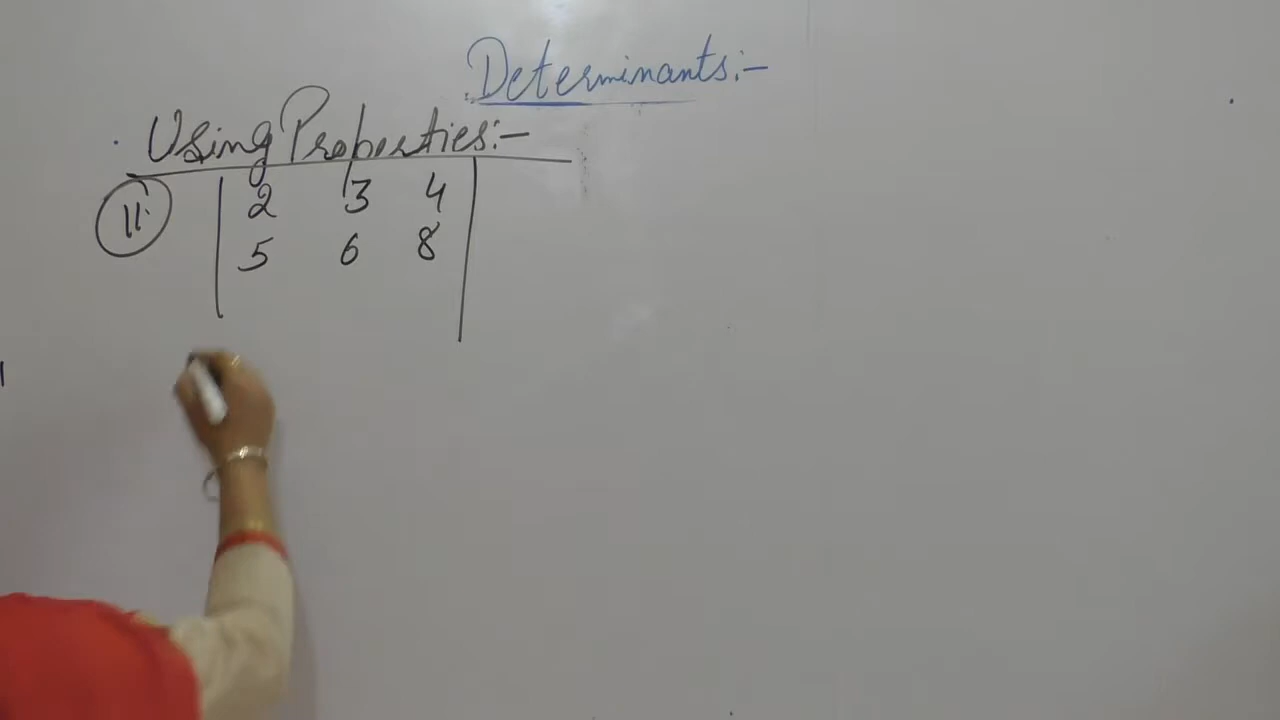 Determinants:-
Using Properties:-
11. | 2 3 4 |
| 5 6 8 |